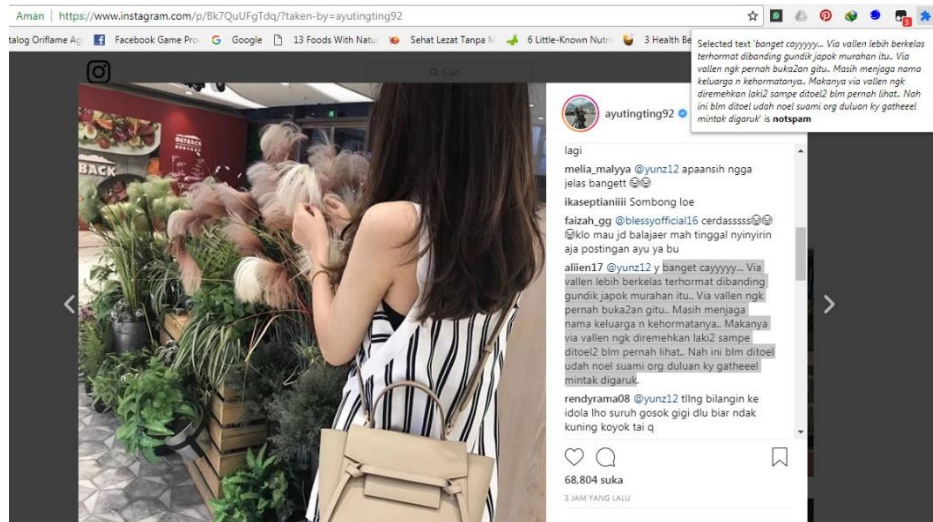 Aman | https://www.instagram.com/p/Bk7QuUFgTdq/?taken-by=ayutingting92
talog Oriflame Ag
Facebook Game Pro
Google
13 Foods With Natu
Sehat Lezat Tanpa M
6 Little-Known Nutri
3 Health Be
Selected text 'banget cayyyyy... Via vallen lebih berkelas
terhormat dibanding gundik japok murahan itu.. Via
vallen ngk pernah buka2an gitu.. Masih menjaga nama
keluarga n kehormatanya.. Makanya via vallen ngk
diremehkan laki2 sampe ditoel2 blm pernah lihat.. Nah
ini blm ditoel udah noel suami org duluan ky gatheeel
mintak digaruk' is notspam
Cari
OUTBACK
BACK
ayutingting92
lagi
melia_malyya @yunz12 apaansih ngga
jelas bangett
ikaseptianiiii Sombong loe
faizah_gg @blessyofficial16 cerdasssss
klo mau jd balajaer mah tinggal nyinyirin
aja postingan ayu ya bu
aliien17 @yunz12 y banget cayyyyy... Via
vallen lebih berkelas terhormat dibanding
gundik japok murahan itu.. Via vallen ngk
pernah buka2an gitu.. Masih menjaga
nama keluarga n kehormatanya.. Makanya
via vallen ngk diremehkan laki2 sampe
ditoel2 blm pernah lihat.. Nah ini blm ditoel
udah noel suami org duluan ky gatheeel
mintak digaruk.
rendyrama08 @yunz12 tllng bilangin ke
idola lho suruh gosok gigi dlu biar ndak
kuning koyok tai q
68,804 suka
3 JAM YANG LALU